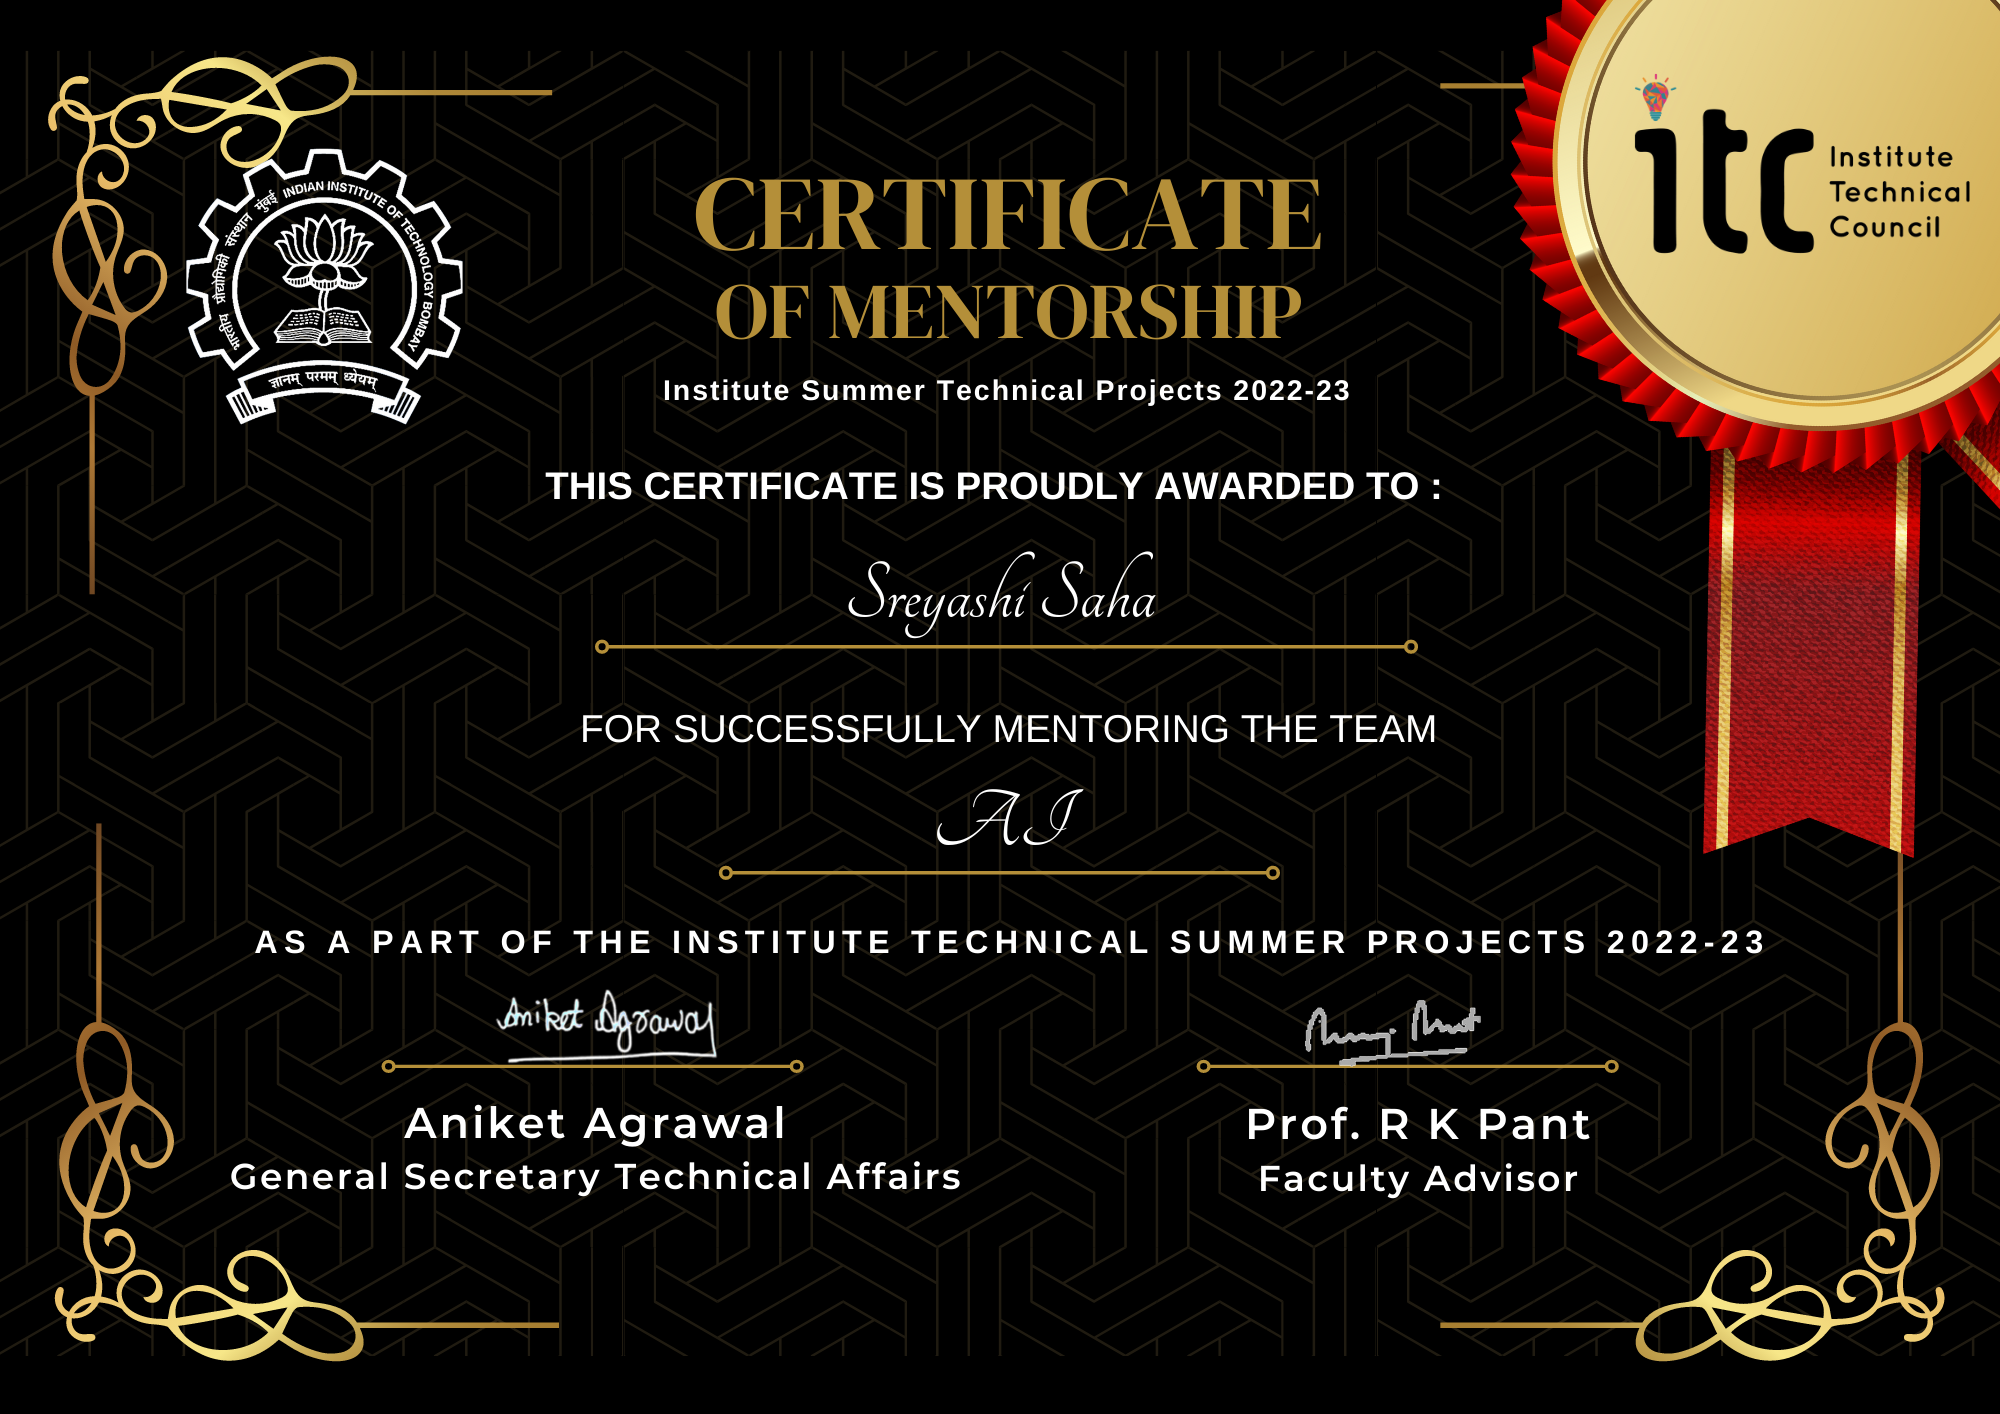 भारतीय प्रौद्योगिकी संस्थान मुंबई INDIAN INSTITUTE OF TECHNOLOGY BOMBAY
ज्ञानम् परमम् ध्येयम्
itc Institute
Technical
Council
CERTIFICATE
OF MENTORSHIP
Institute Summer Technical Projects 2022-23
THIS CERTIFICATE IS PROUDLY AWARDED TO :
Sreyashi Saha
FOR SUCCESSFULLY MENTORING THE TEAM
AI
AS A PART OF THE INSTITUTE TECHNICAL SUMMER PROJECTS 2022-23
Aniket Agrawal
Aniket Agrawal
General Secretary Technical Affairs
Prof. R K Pant
Faculty Advisor